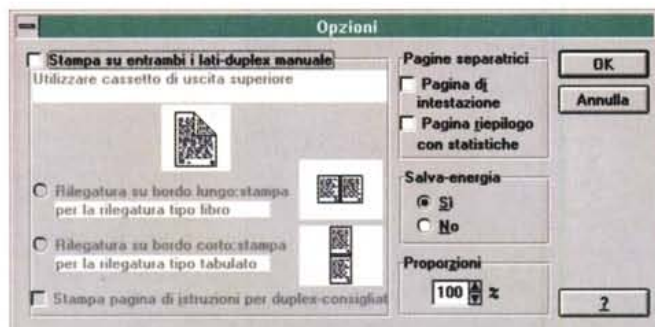 Opzioni
Stampa su entrambi i lati-duplex manuale
Utilizzare cassetto di uscita superiore
Rilegatura su bordo lungo:stampa
per la rilegatura tipo libro
Rilegatura su bordo corto:stampa
per la rilegatura tipo tabulato
Stampa pagina di istruzioni per duplex-consigliat
Pagine separatrici
Pagina di
intestazione
Pagina riepilogo
con statistiche
Salva-energia
Sì
No
Proporzioni
100 %
OK
Annulla
?